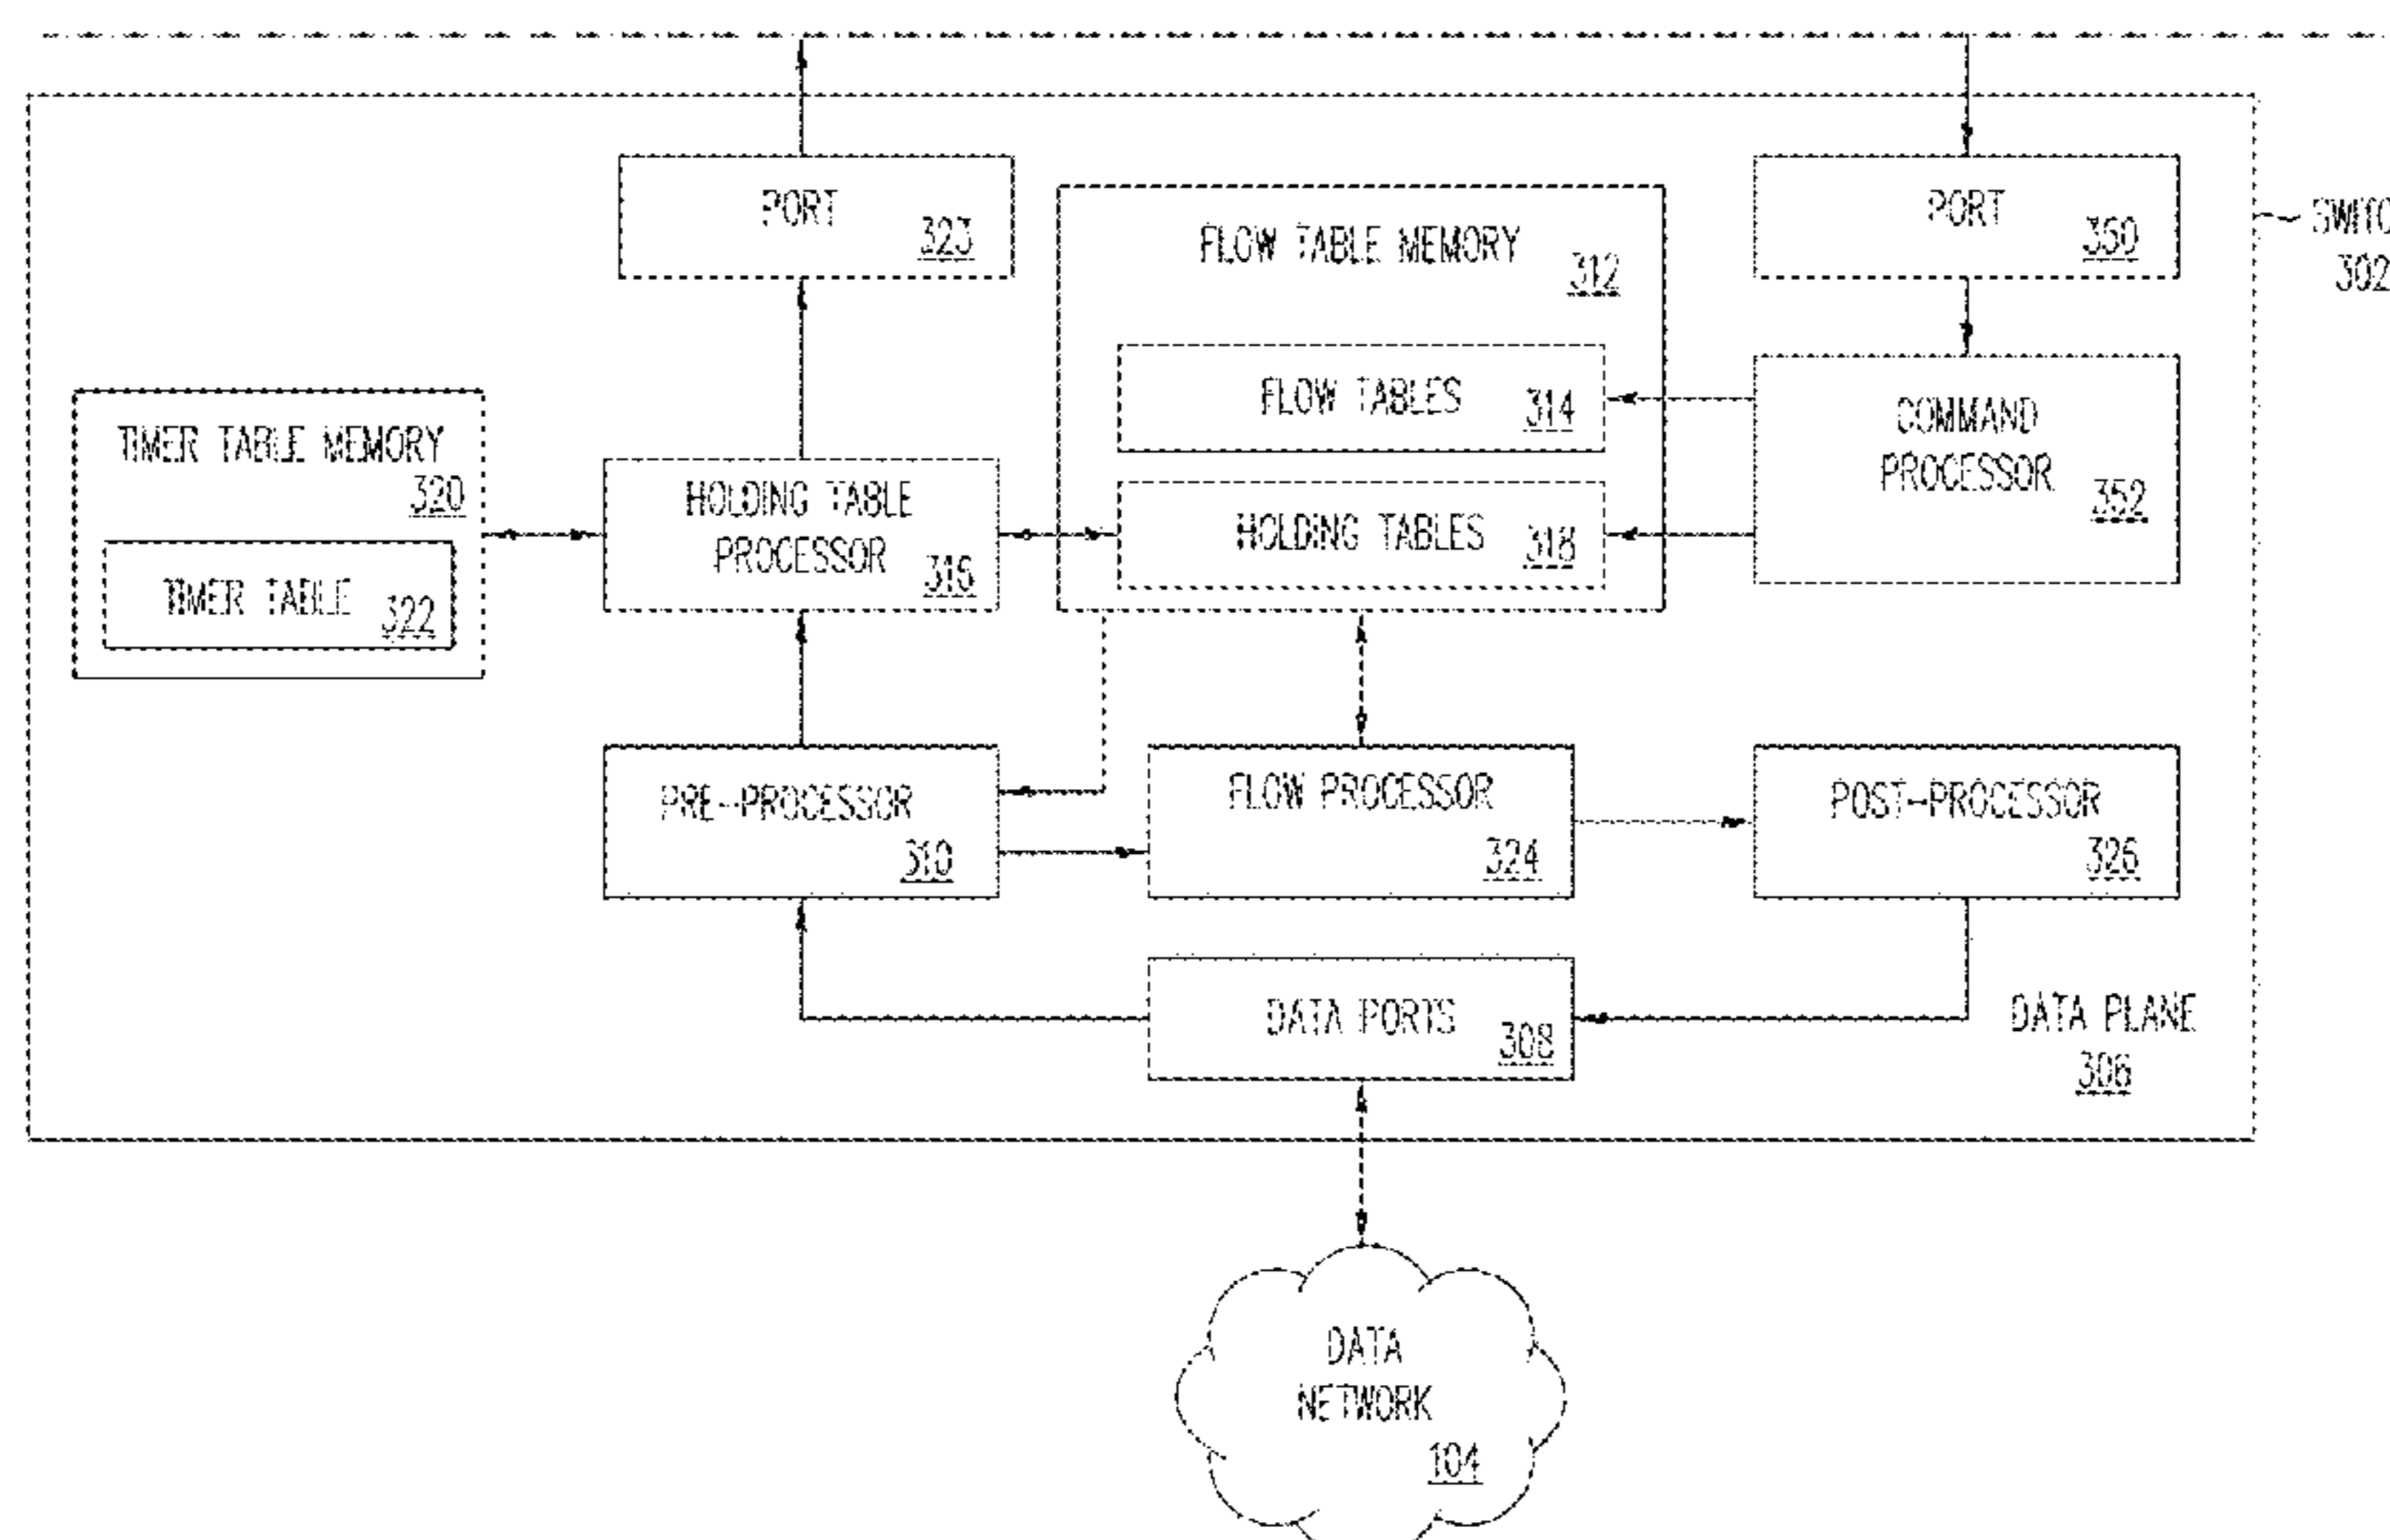 PORT
323
FLOW TABLE MEMORY
312
PORT
350
302
FLOW TABLES
314
COMMAND
PROCESSOR
352
TIMER TABLE MEMORY
320
TIMER TABLE
322
HOLDING TABLE
PROCESSOR
316
HOLDING TABLES
318
PRE-PROCESSOR
310
FLOW PROCESSOR
324
POST-PROCESSOR
326
DATA PORTS
308
DATA PLANE
306
DATA
NETWORK
104